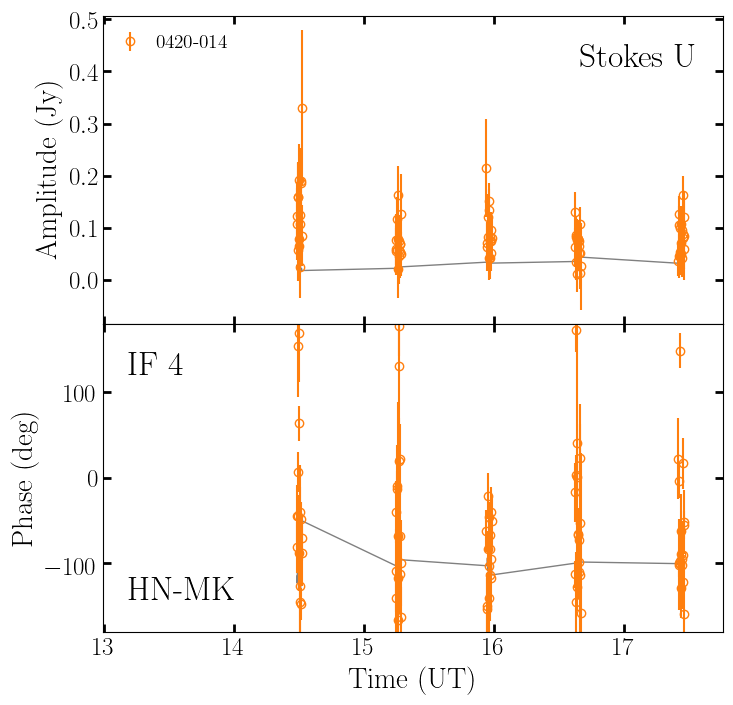 0420-014
Stokes U
Amplitude (Jy)
0.5
0.4
0.3
0.2
0.1
0.0
IF 4
HN-MK
Phase (deg)
100
0
−100
13 14 15 16 17
Time (UT)